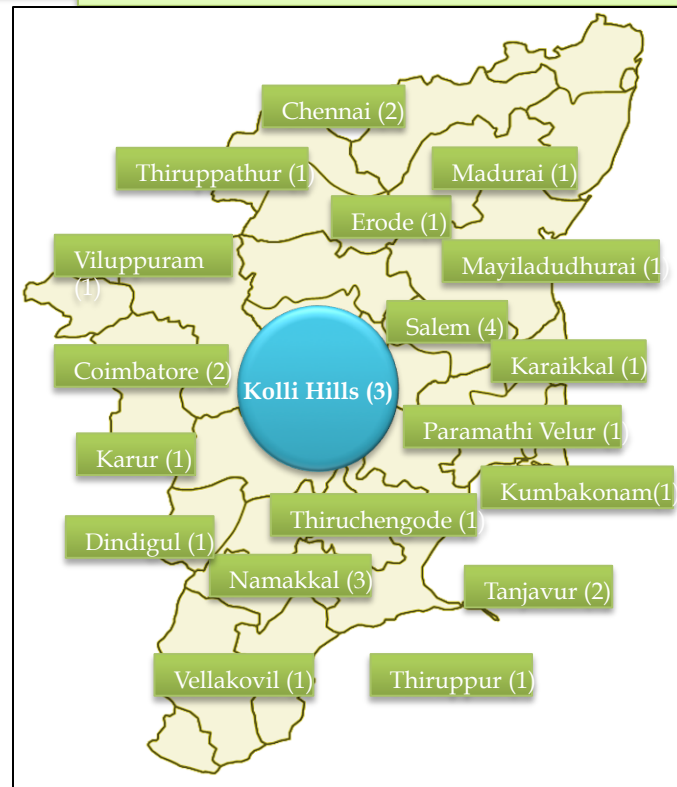 Chennai (2)
Thiruppathur (1)
Madurai (1)
Erode (1)
Viluppuram
(1)
Mayiladudhurai (1)
Salem (4)
Karaikkal (1)
Coimbatore (2)
Kolli Hills (3)
Paramathi Velur (1)
Karur (1)
Kumbakonam(1)
Thiruchengode (1)
Dindigul (1)
Namakkal (3)
Tanjavur (2)
Vellakovil (1)
Thiruppur (1)